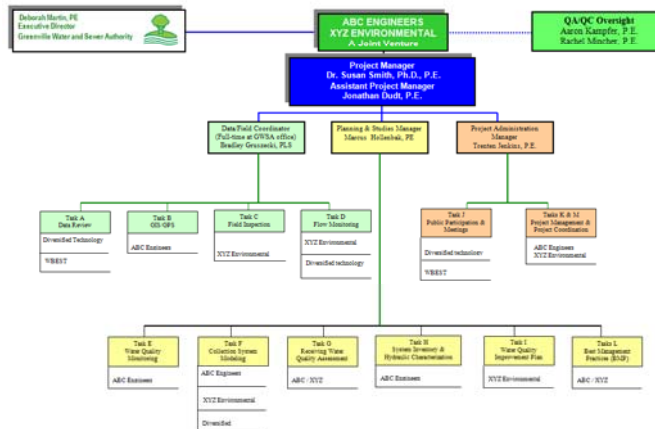 Deborah Martin, PE
Executive Director
Greenville Water and Sewer Authority
ABC ENGINEERS
XYZ ENVIRONMENTAL
A Joint Venture
QA/QC Oversight
Aaron Kampfer, P.E.
Rachel Mincher, P.E.
Project Manager
Dr. Susan Smith, Ph.D., P.E.
Assistant Project Manager
Jonathan Dudt, P.E.
Data/Field Coordinator
(Full-time at GWSA office)
Bradley Gruszecki, PLS
Planning & Studies Manager
Marcus Hollenbak, PE
Project Administration
Manager
Trenten Jenkins, P.E.
Task A
Data Review
Diversified Technology
WBEST
Task B
GIS/GPS
ABC Engineers
Task C
Field Inspection
XYZ Environmental
Task D
Flow Monitoring
XYZ Environmental
Diversified technology
Task J
Public Participation &
Meetings
Diversified technology
WBEST
Tasks K & M
Project Management &
Project Coordination
ABC Engineers
XYZ Environmental
Task E
Water Quality
Monitoring
ABC Engineers
Task F
Collection System
Modeling
ABC Engineers
XYZ Environmental
Diversified
Task G
Receiving Water
Quality Assessment
ABC / XYZ
Task H
System Inventory &
Hydraulic Characterization
ABC Engineers
Task I
Water Quality
Improvement Plan
XYZ Environmental
Tasks L
Best Management
Practices (BMP)
ABC / XYZ